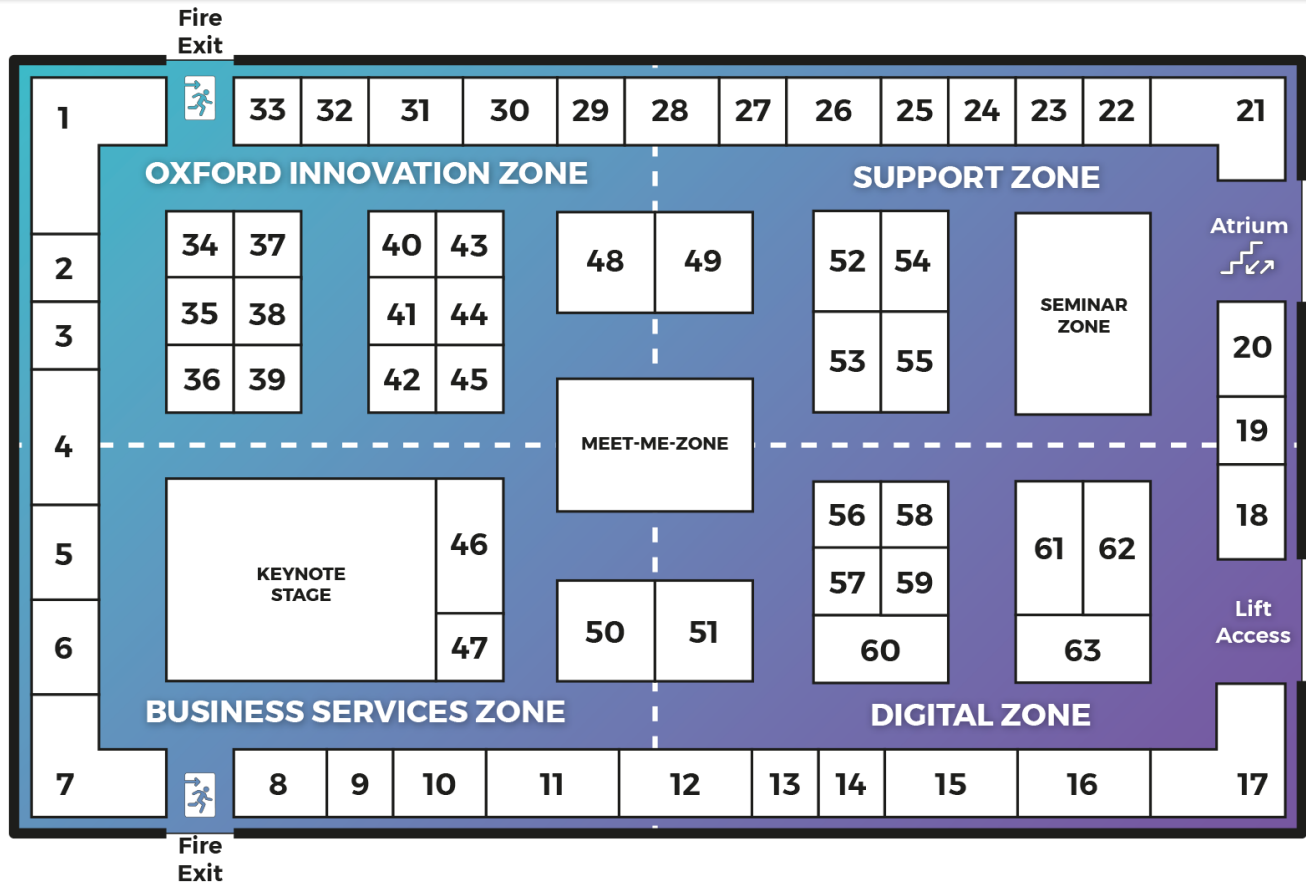 Fire
Exit
1
33 32 31 30 29 28 27 26 25 24 23 22 21
OXFORD INNOVATION ZONE
SUPPORT ZONE
34 37 40 43 48 49 52 54
Atrium
2
35 38 41 44
SEMINAR
ZONE
3
20
36 39 42 45 53 55
4
MEET-ME-ZONE
19
5
KEYNOTE
STAGE
46
56 58
61 62
18
57 59
6
47
50 51
60
63
Lift
Access
BUSINESS SERVICES ZONE
DIGITAL ZONE
7
8 9 10 11 12 13 14 15 16 17
Fire
Exit